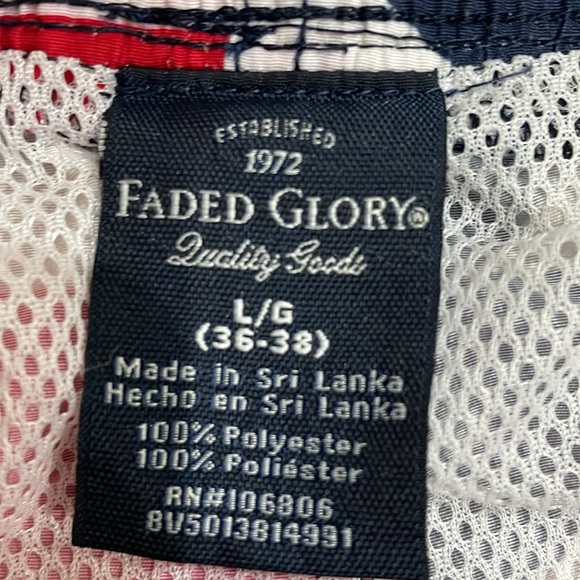 ESTABLISHED
1972
FADED GLORY®
Quality Goods
L/G
(36-38)
Made in Sri Lanka
Hecho en Sri Lanka
100% Polyester
100% Poliéster
RN#106806
8V5013814991